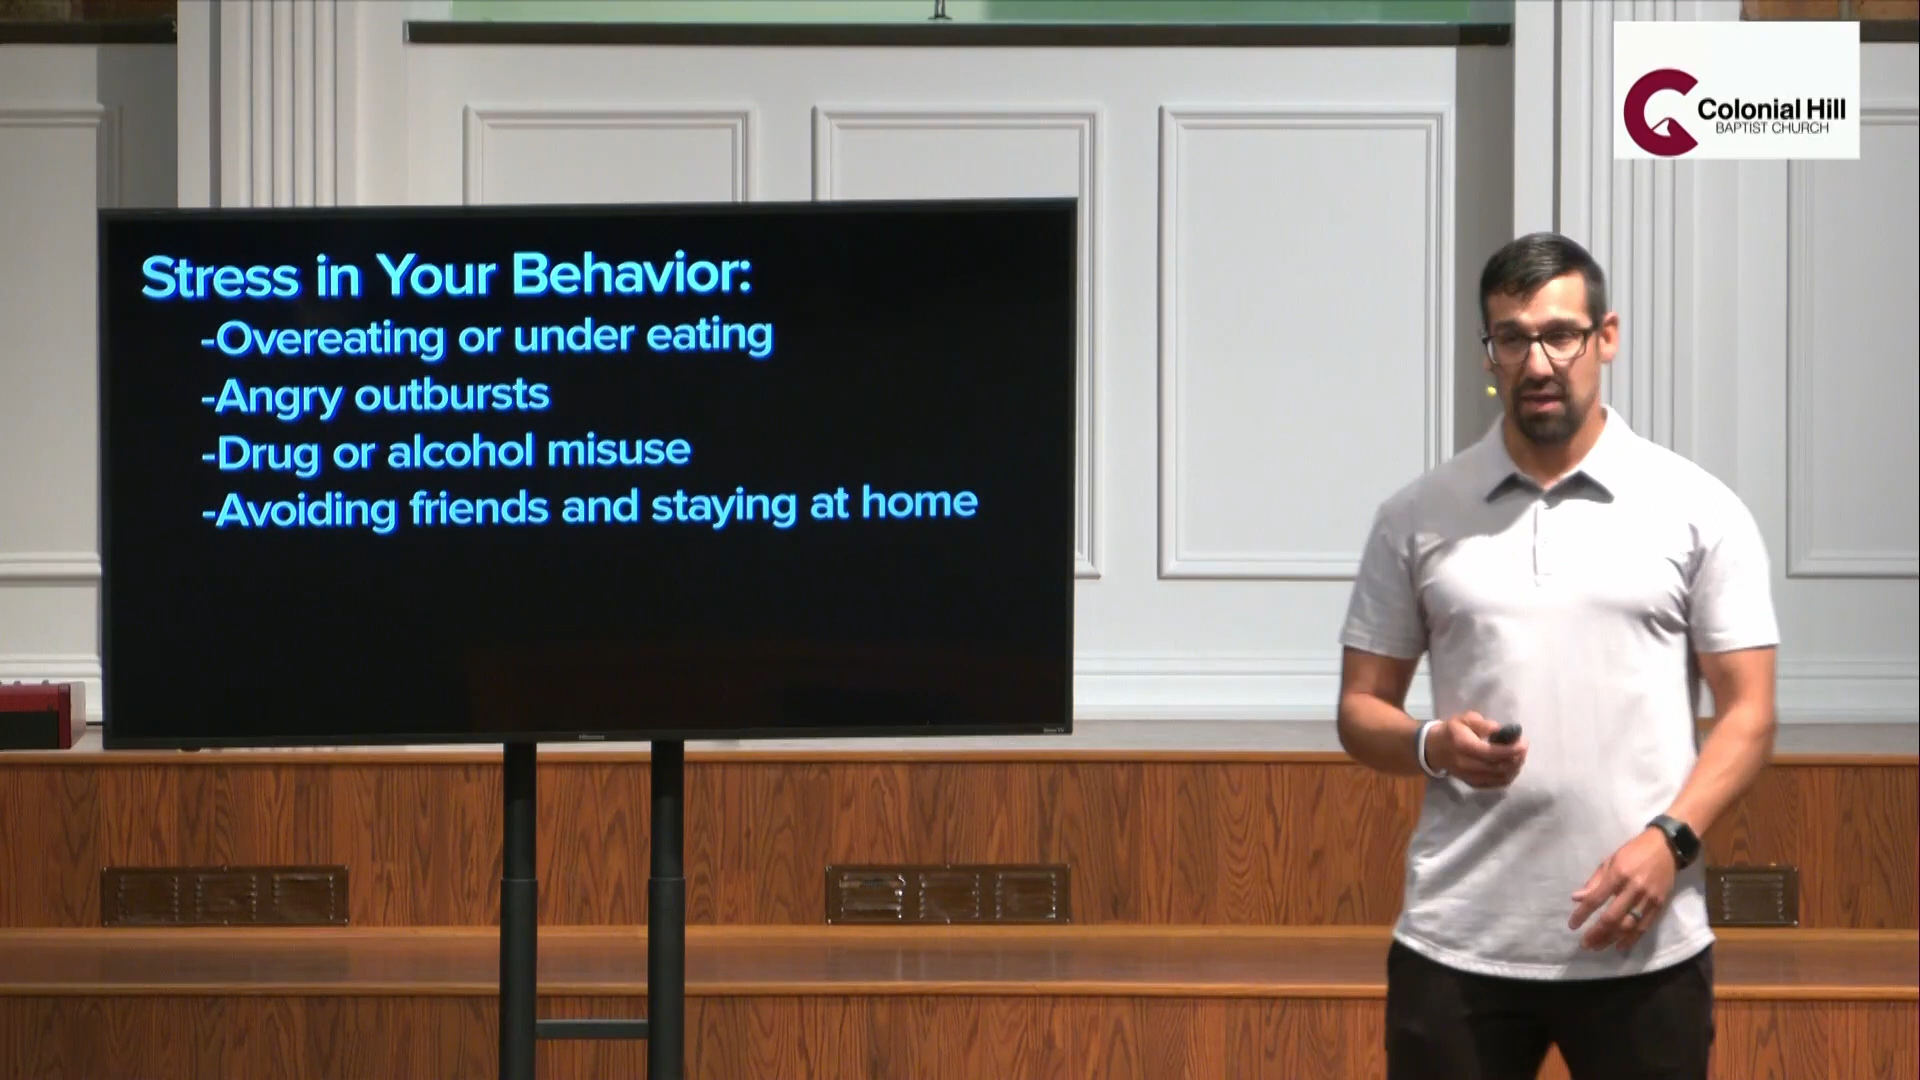 Colonial Hill
BAPTIST CHURCH
Stress in Your Behavior:
-Overeating or under eating
-Angry outbursts
-Drug or alcohol misuse
-Avoiding friends and staying at home
Hisense